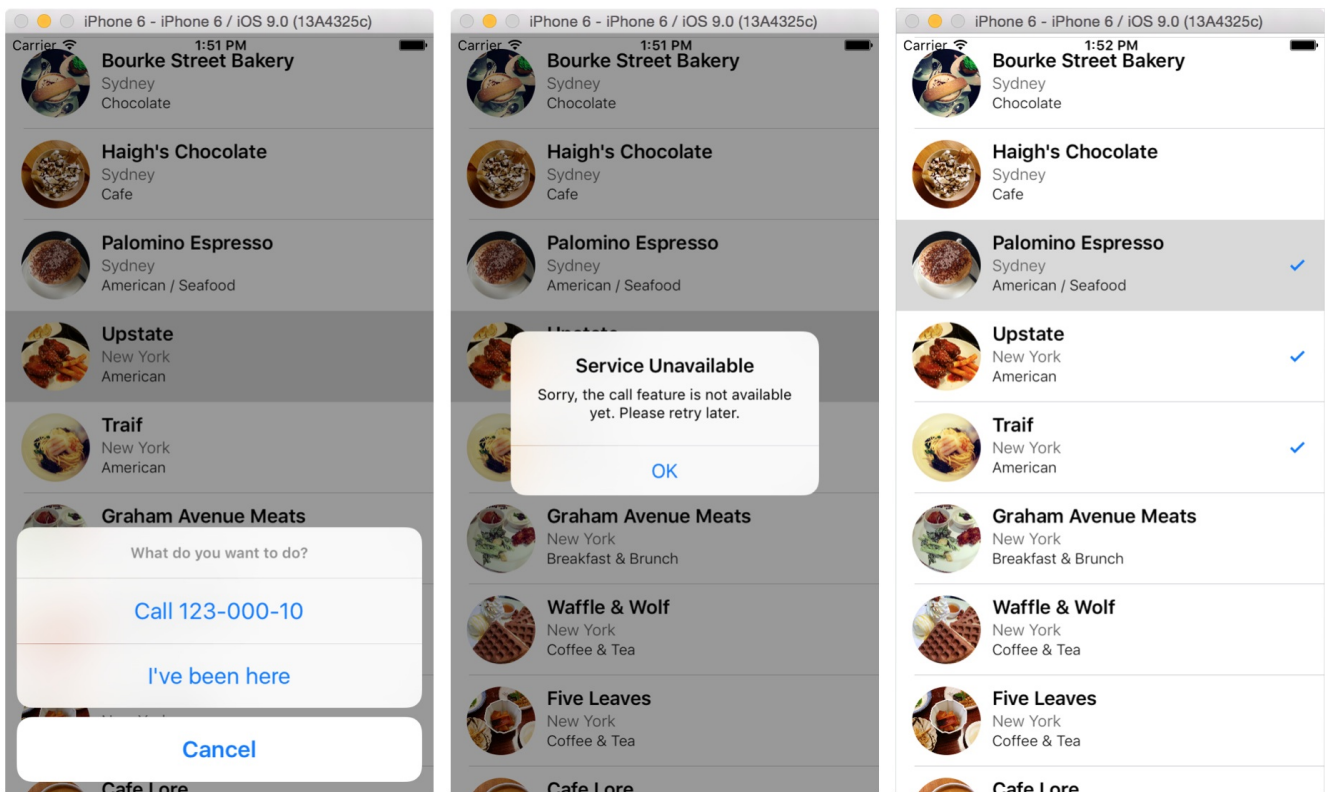 iPhone 6 - iPhone 6 / iOS 9.0 (13A4325c)
Carrier 1:51 PM
Bourke Street Bakery
Sydney
Chocolate
Haigh's Chocolate
Sydney
Cafe
Palomino Espresso
Sydney
American / Seafood
Upstate
New York
American
Traif
New York
American
Graham Avenue Meats
What do you want to do?
Call 123-000-10
I've been here
Cancel
Cafe Lore
iPhone 6 - iPhone 6 / iOS 9.0 (13A4325c)
Carrier 1:51 PM
Bourke Street Bakery
Sydney
Chocolate
Haigh's Chocolate
Sydney
Cafe
Palomino Espresso
Sydney
American / Seafood
Service Unavailable
Sorry, the call feature is not available
yet. Please retry later.
OK
Graham Avenue Meats
New York
Breakfast & Brunch
Waffle & Wolf
New York
Coffee & Tea
Five Leaves
New York
Coffee & Tea
Cafe Lore
iPhone 6 - iPhone 6 / iOS 9.0 (13A4325c)
Carrier 1:52 PM
Bourke Street Bakery
Sydney
Chocolate
Haigh's Chocolate
Sydney
Cafe
Palomino Espresso
Sydney
American / Seafood
Upstate
New York
American
Traif
New York
American
Graham Avenue Meats
New York
Breakfast & Brunch
Waffle & Wolf
New York
Coffee & Tea
Five Leaves
New York
Coffee & Tea
Cafe Lore